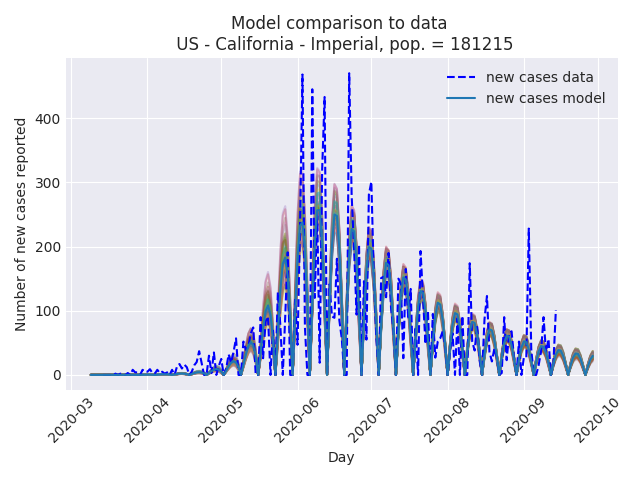 Model comparison to data
US - California - Imperial, pop. = 181215
new cases data
new cases model
Number of new cases reported
400
300
200
100
0
2020-03
2020-04
2020-05
2020-06
2020-07
2020-08
2020-09
2020-10
Day